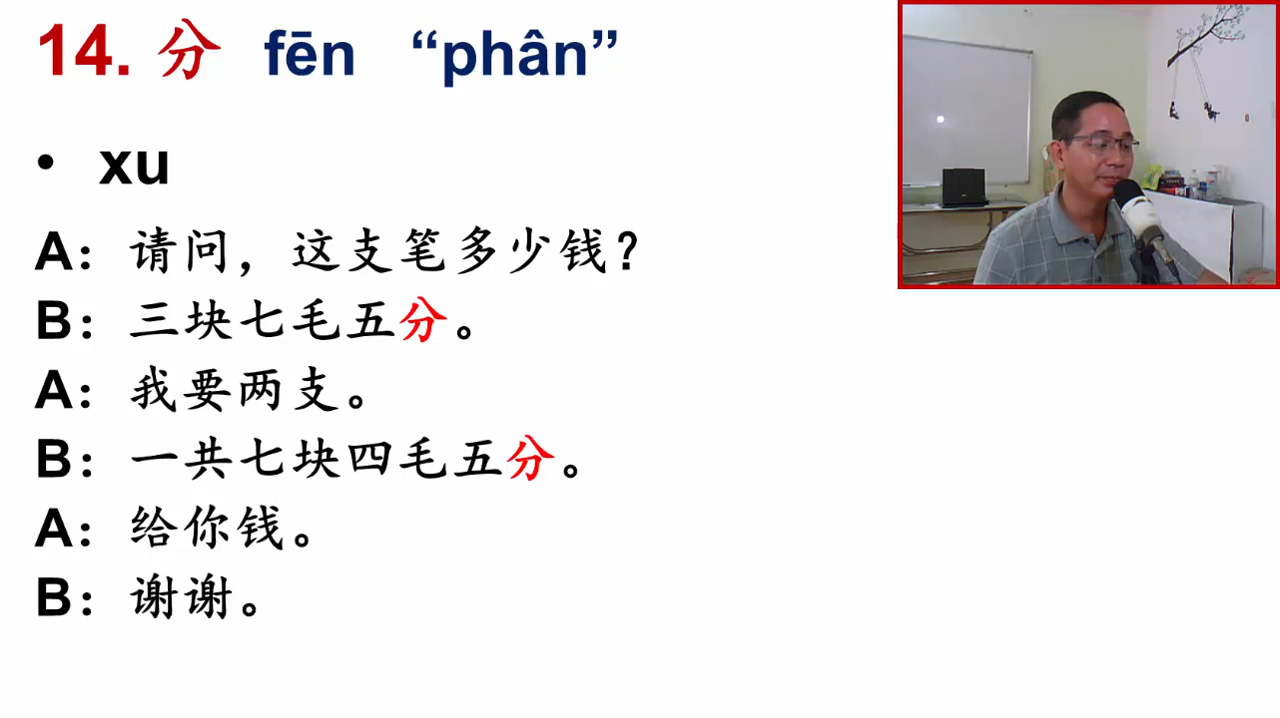 14. 分 fēn “phân”
• xu
A：请问，这支笔多少钱？
B：三块七毛五分。
A：我要两支。
B：一共七块四毛五分。
A：给你钱。
B：谢谢。